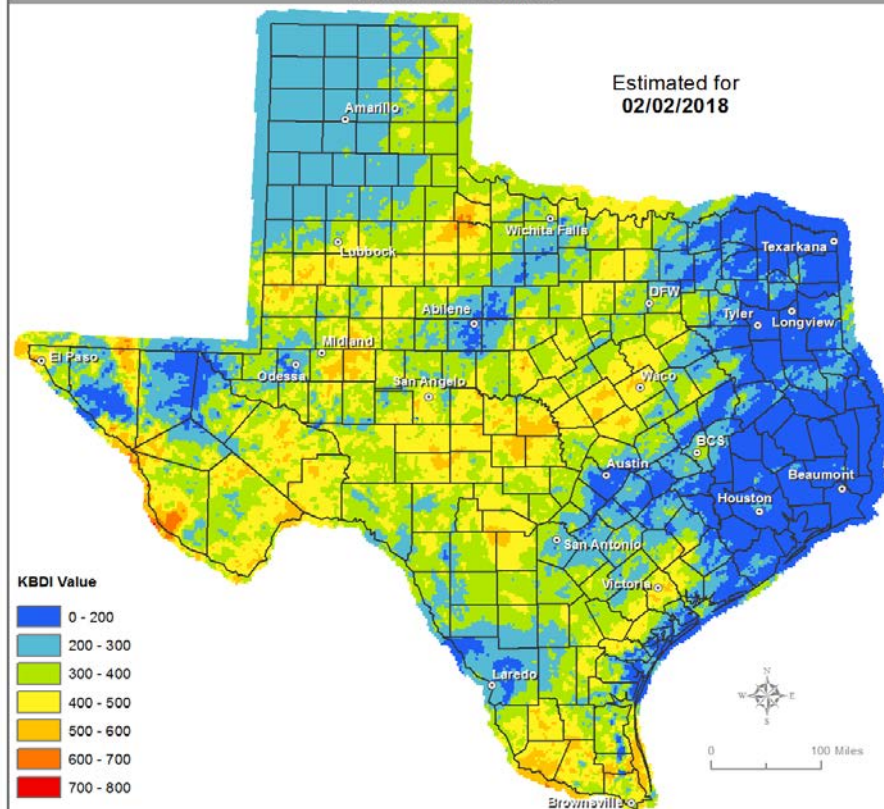 Estimated for
02/02/2018
Amarillo
Wichita Falls
Texarkana
Lubbock
DFW
Abilene
Tyler
Longview
Midland
El Paso
Odessa
San Angelo
Waco
BCS
Austin
Beaumont
Houston
San Antonio
KBDI Value
Victoria
0 - 200
200 - 300
300 - 400
Laredo
400 - 500
500 - 600
600 - 700
700 - 800
N
W E
S
0 100 Miles
Brownsville